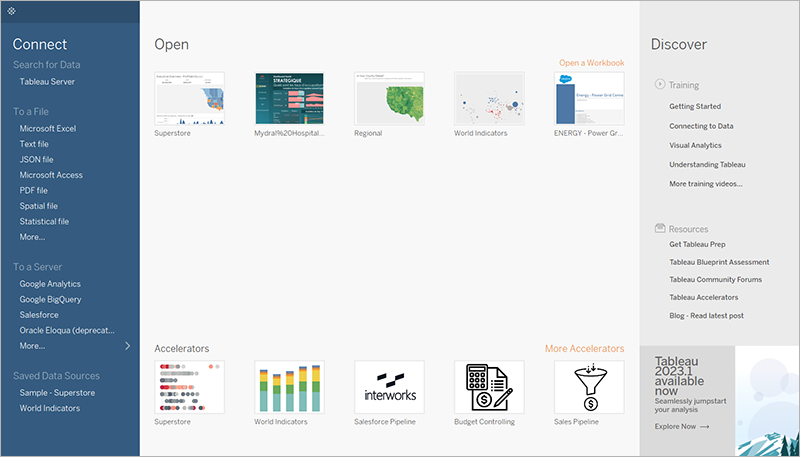 Connect
Search for Data
Tableau Server
To a File
Microsoft Excel
Text file
JSON file
Microsoft Access
PDF file
Spatial file
Statistical file
More...
To a Server
Google Analytics
Google BigQuery
Salesforce
Oracle Eloqua (deprecat...
More...
Saved Data Sources
Sample - Superstore
World Indicators
Open
Open a Workbook
STRATEGIQUE
Energy - Power Grid
Superstore
Mydral%20Hospital...
Regional
World Indicators
ENERGY - Power Gr...
Accelerators
More Accelerators
interworks
Superstore
World Indicators
Salesforce Pipeline
Budget Controlling
Sales Pipeline
Discover
Training
Getting Started
Connecting to Data
Visual Analytics
Understanding Tableau
More training videos...
Resources
Get Tableau Prep
Tableau Blueprint Assessment
Tableau Community Forums
Tableau Accelerators
Blog - Read latest post
Tableau
2023.1
available
now
Seamlessly jumpstart
your analysis
Explore Now